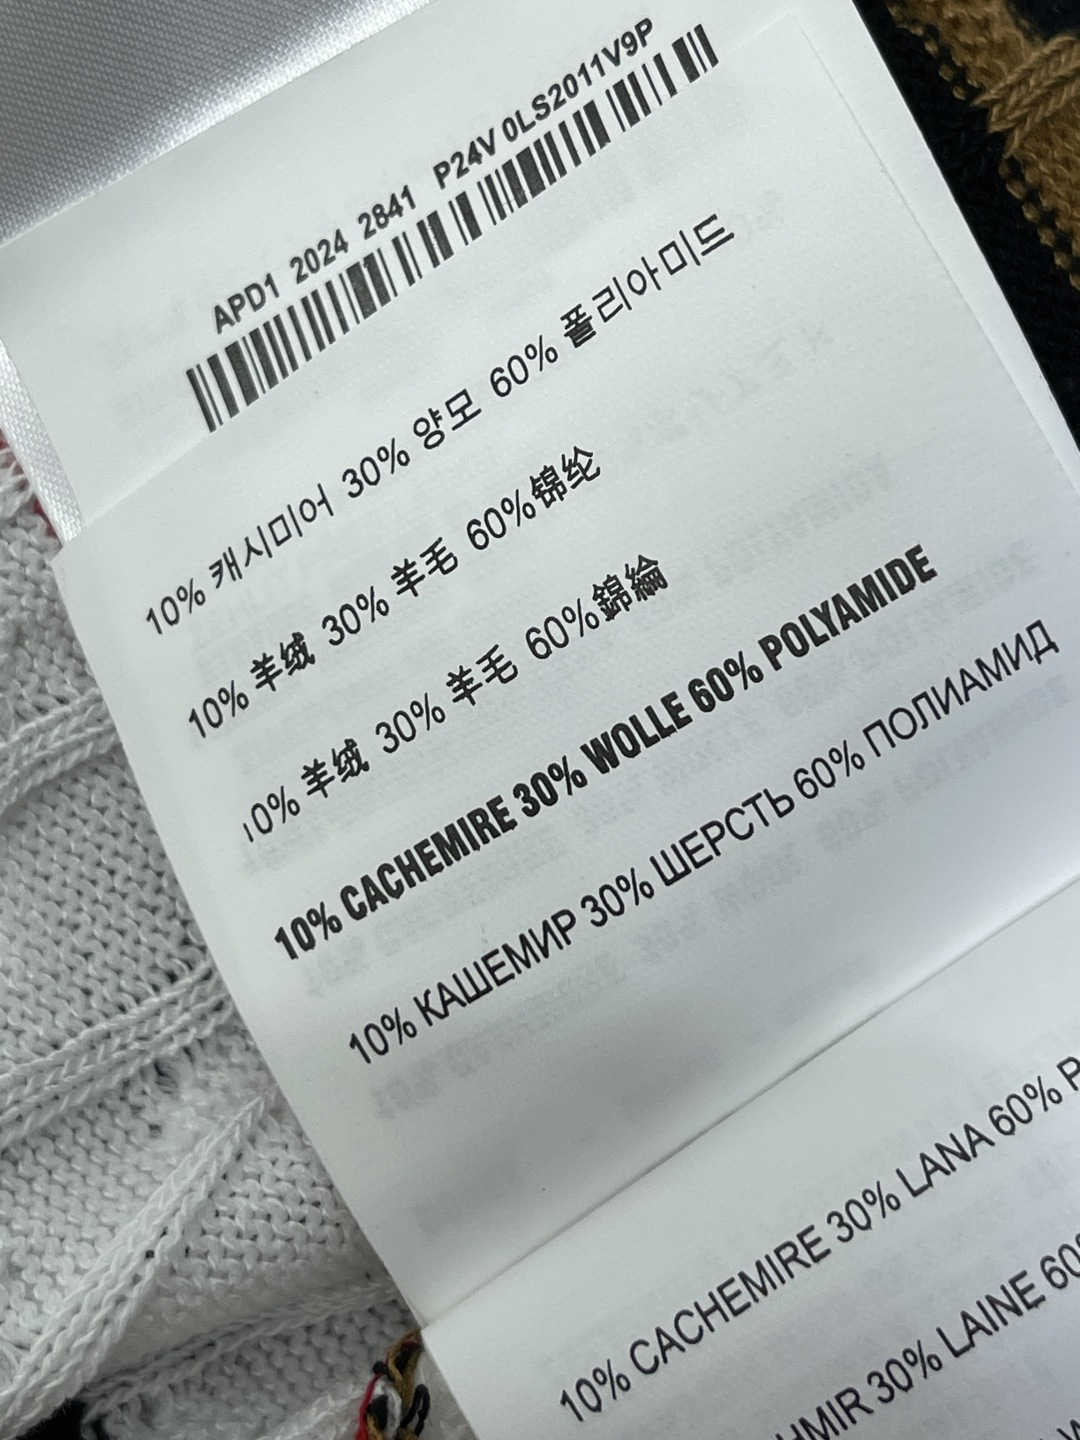 APD1 2024 2841 P24V 0LS2011V9P
10% 캐시미어 30% 양모 60% 폴리아미드
10% 羊绒 30% 羊毛 60%锦纶
10% 羊绒 30% 羊毛 60%錦綸
10% CACHEMIRE 30% WOLLE 60% POLYAMIDE
10% КАШЕМИР 30% ШЕРСТЬ 60% ПОЛИАМИД
10% CACHEMIRE 30% LANA 60% P
HMIR 30% LAINE 60